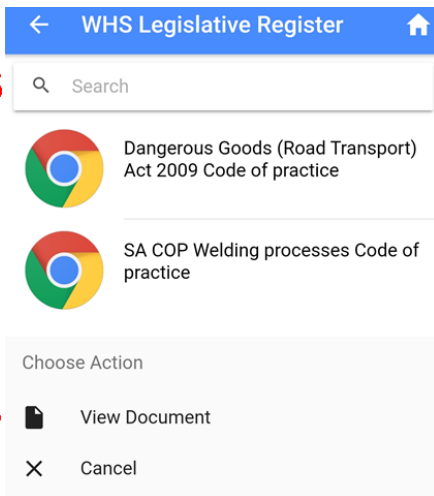 WHS Legislative Register
Search
Dangerous Goods (Road Transport)
Act 2009 Code of practice
SA COP Welding processes Code of
practice
Choose Action
View Document
Cancel